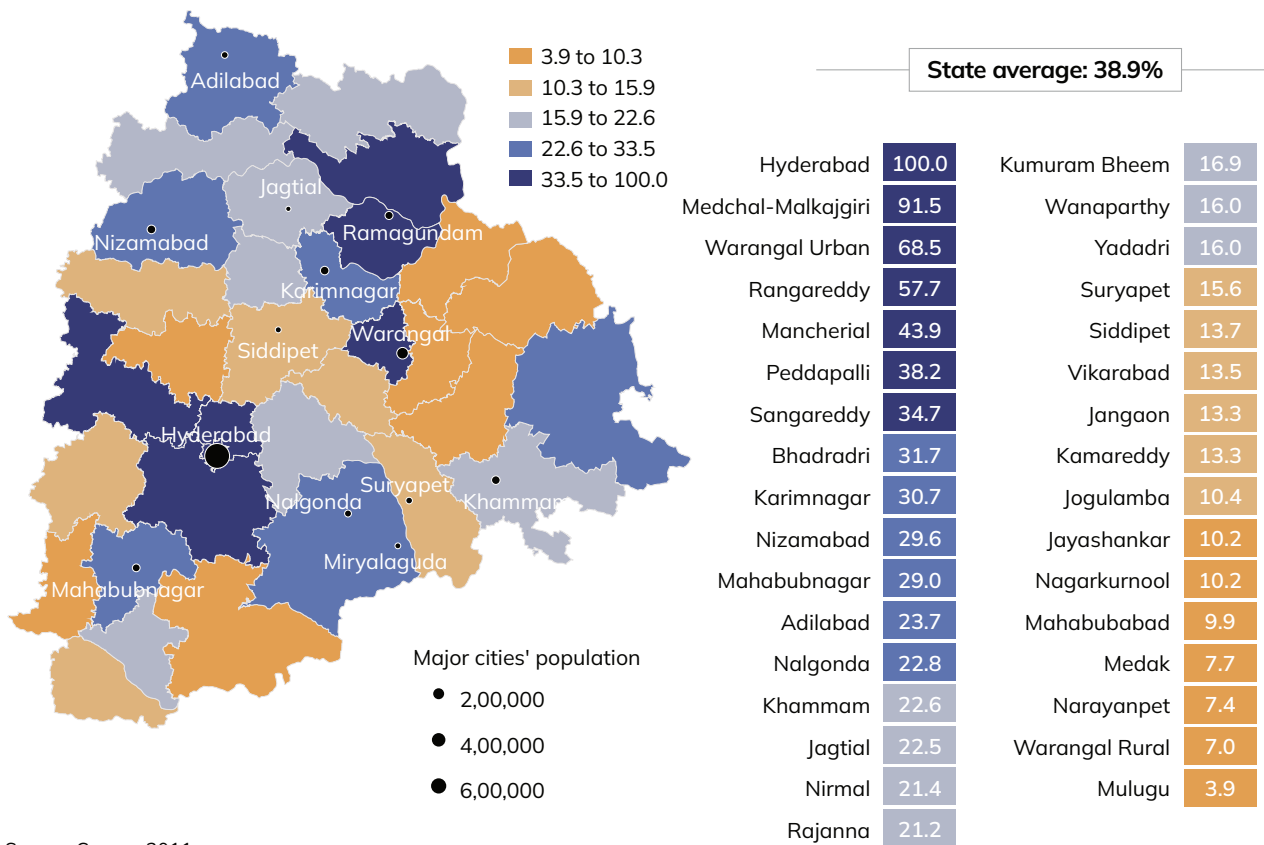 Adilabad
Jagtial
Nizamabad
Ramagundam
Karimnagar
Siddipet
Warangal
Hyderabad
Nalgonda
Suryapet
Khammam
Miryalaguda
Mahabubnagar
3.9 to 10.3
10.3 to 15.9
15.9 to 22.6
22.6 to 33.5
33.5 to 100.0
Major cities' population
2,00,000
4,00,000
6,00,000
State average: 38.9%
Hyderabad 100.0
Medchal-Malkajgiri 91.5
Warangal Urban 68.5
Rangareddy 57.7
Mancherial 43.9
Peddapalli 38.2
Sangareddy 34.7
Bhadradri 31.7
Karimnagar 30.7
Nizamabad 29.6
Mahabubnagar 29.0
Adilabad 23.7
Nalgonda 22.8
Khammam 22.6
Jagtial 22.5
Nirmal 21.4
Rajanna 21.2
Kumuram Bheem 16.9
Wanaparthy 16.0
Yadadri 16.0
Suryapet 15.6
Siddipet 13.7
Vikarabad 13.5
Jangaon 13.3
Kamareddy 13.3
Jogulamba 10.4
Jayashankar 10.2
Nagarkurnool 10.2
Mahabubabad 9.9
Medak 7.7
Narayanpet 7.4
Warangal Rural 7.0
Mulugu 3.9